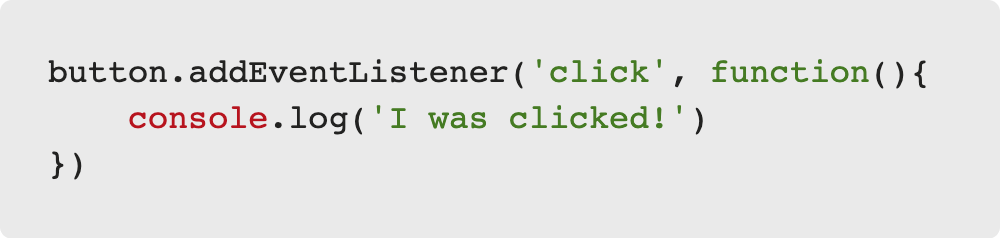 button.addEventListener('click', function(){
    console.log('I was clicked!')
})